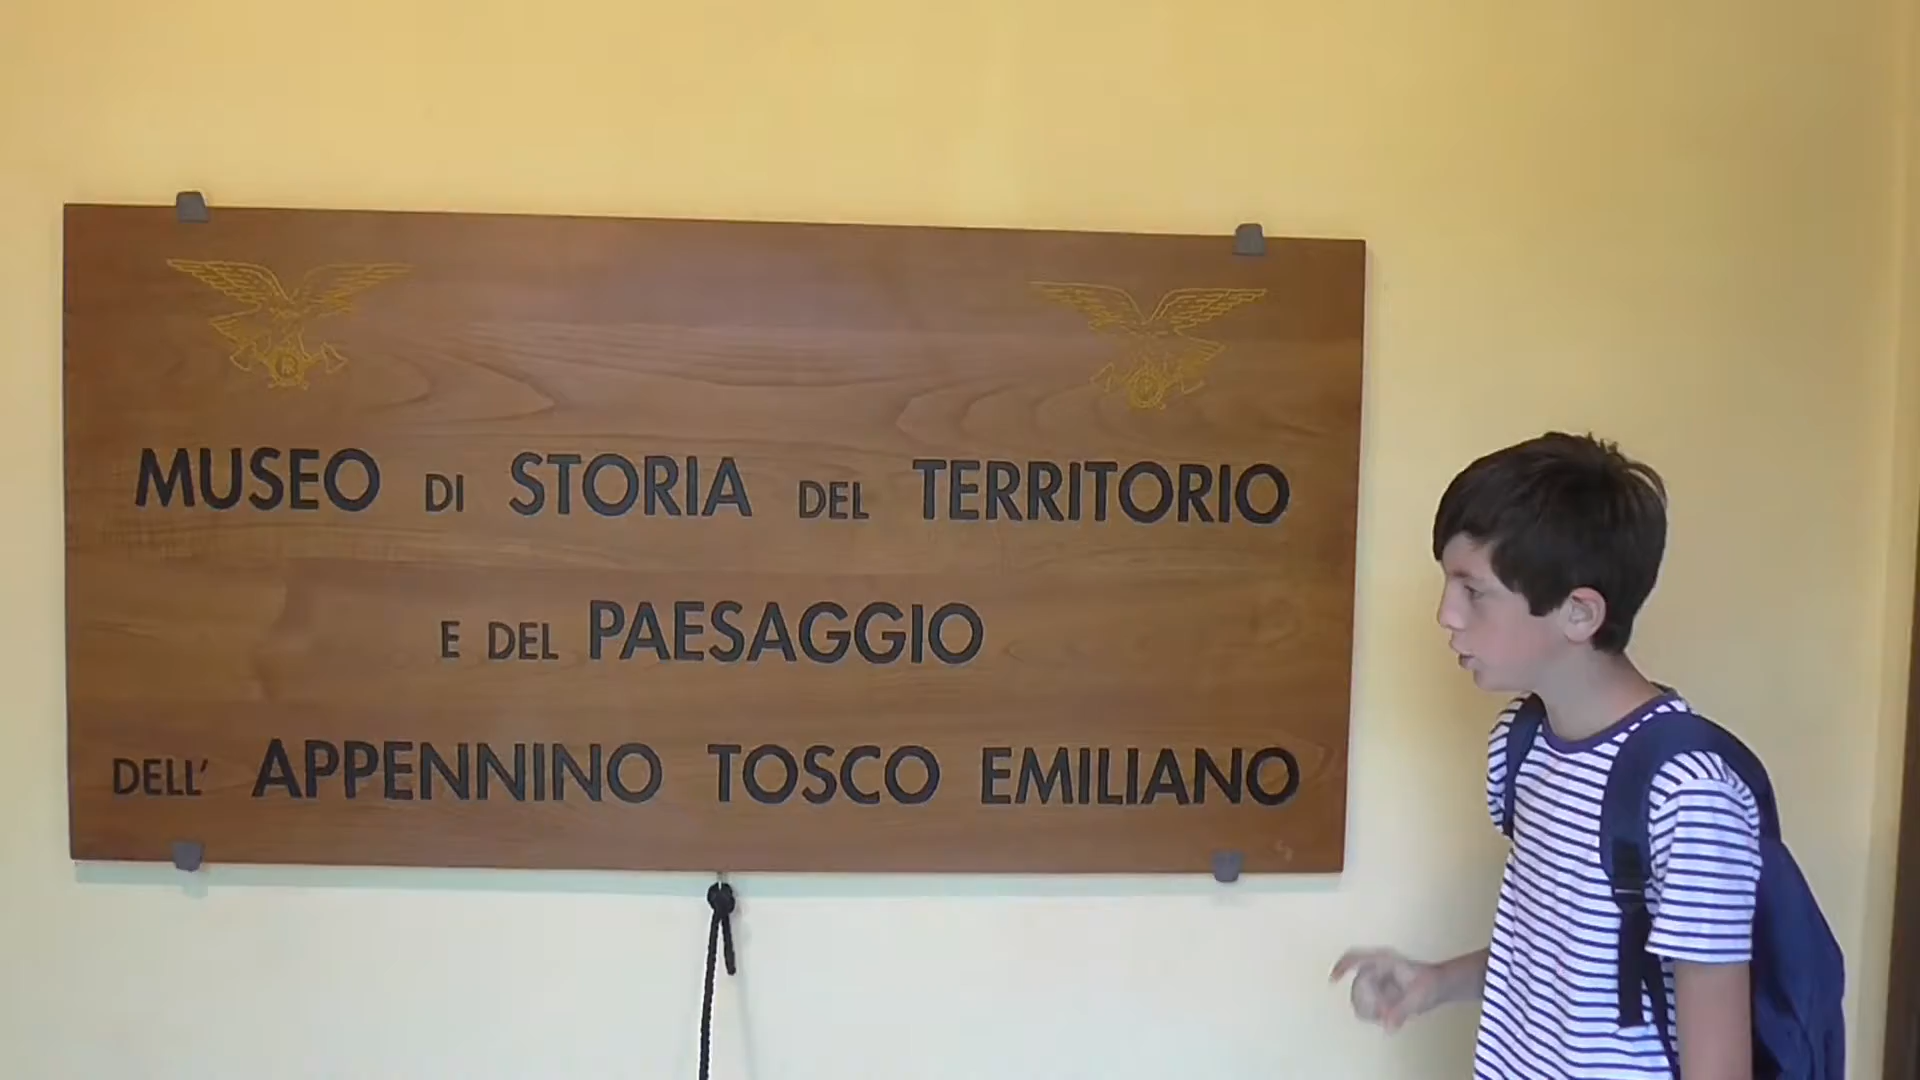 MUSEO DI STORIA DEL TERRITORIO
E DEL PAESAGGIO
DELL' APPENNINO TOSCO EMILIANO